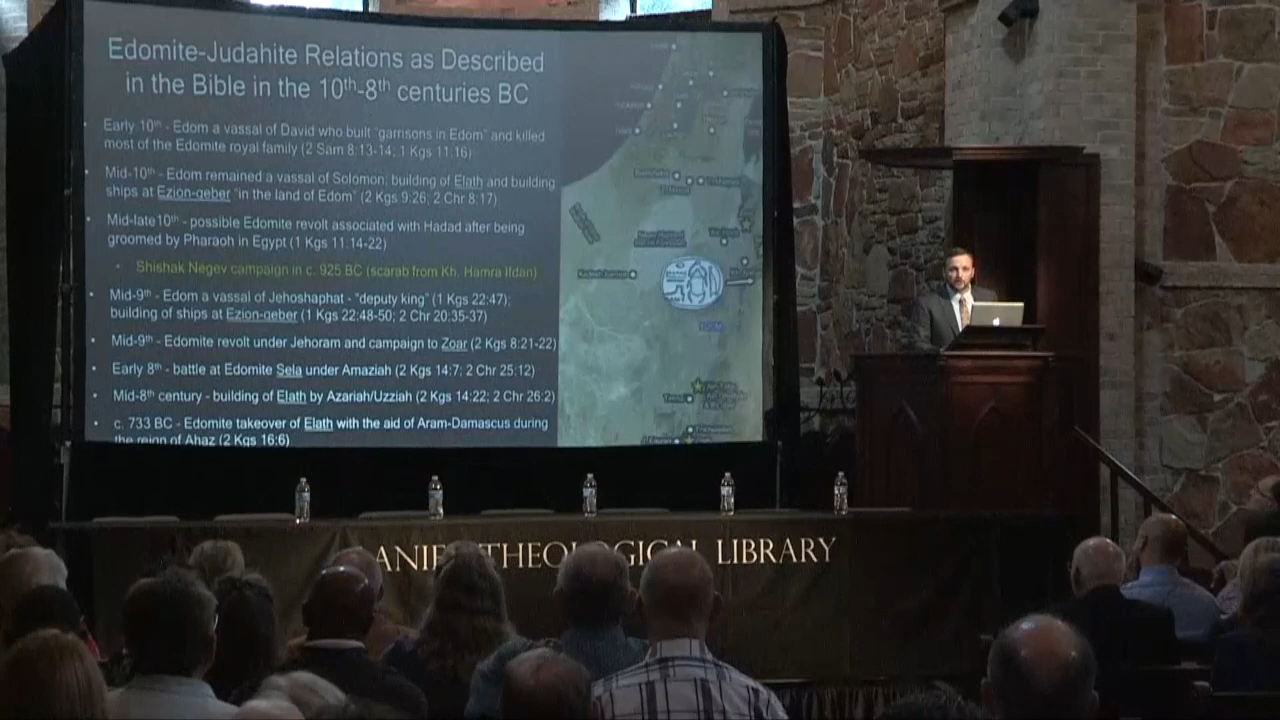 Edomite-Judahite Relations as Described
in the Bible in the 10th-8th centuries BC
Early 10th - Edom a vassal of David who built "garrisons in Edom" and killed
most of the Edomite royal family (2 Sam 8:13-14; 1 Kgs 11:16)
Mid-10th - Edom remained a vassal of Solomon; building of Elath and building
ships at Ezion-geber "in the land of Edom" (2 Kgs 9:26; 2 Chr 8:17)
Mid-late10th - possible Edomite revolt associated with Hadad after being
groomed by Pharaoh in Egypt (1 Kgs 11:14-22)
Shishak Negev campaign in c. 925 BC (scarab from Kh. Hamra Ifdan)
Mid-9th - Edom a vassal of Jehoshaphat - "deputy king" (1 Kgs 22:47);
building of ships at Ezion-geber (1 Kgs 22:48-50; 2 Chr 20:35-37)
Mid-9th - Edomite revolt under Jehoram and campaign to Zoar (2 Kgs 8:21-22)
Early 8th - battle at Edomite Sela under Amaziah (2 Kgs 14:7; 2 Chr 25:12)
Mid-8th century - building of Elath by Azariah/Uzziah (2 Kgs 14:22; 2 Chr 26:2)
c. 733 BC - Edomite takeover of Elath with the aid of Aram-Damascus during
the reign of Ahaz (2 Kgs 16:6)
LIBRARY